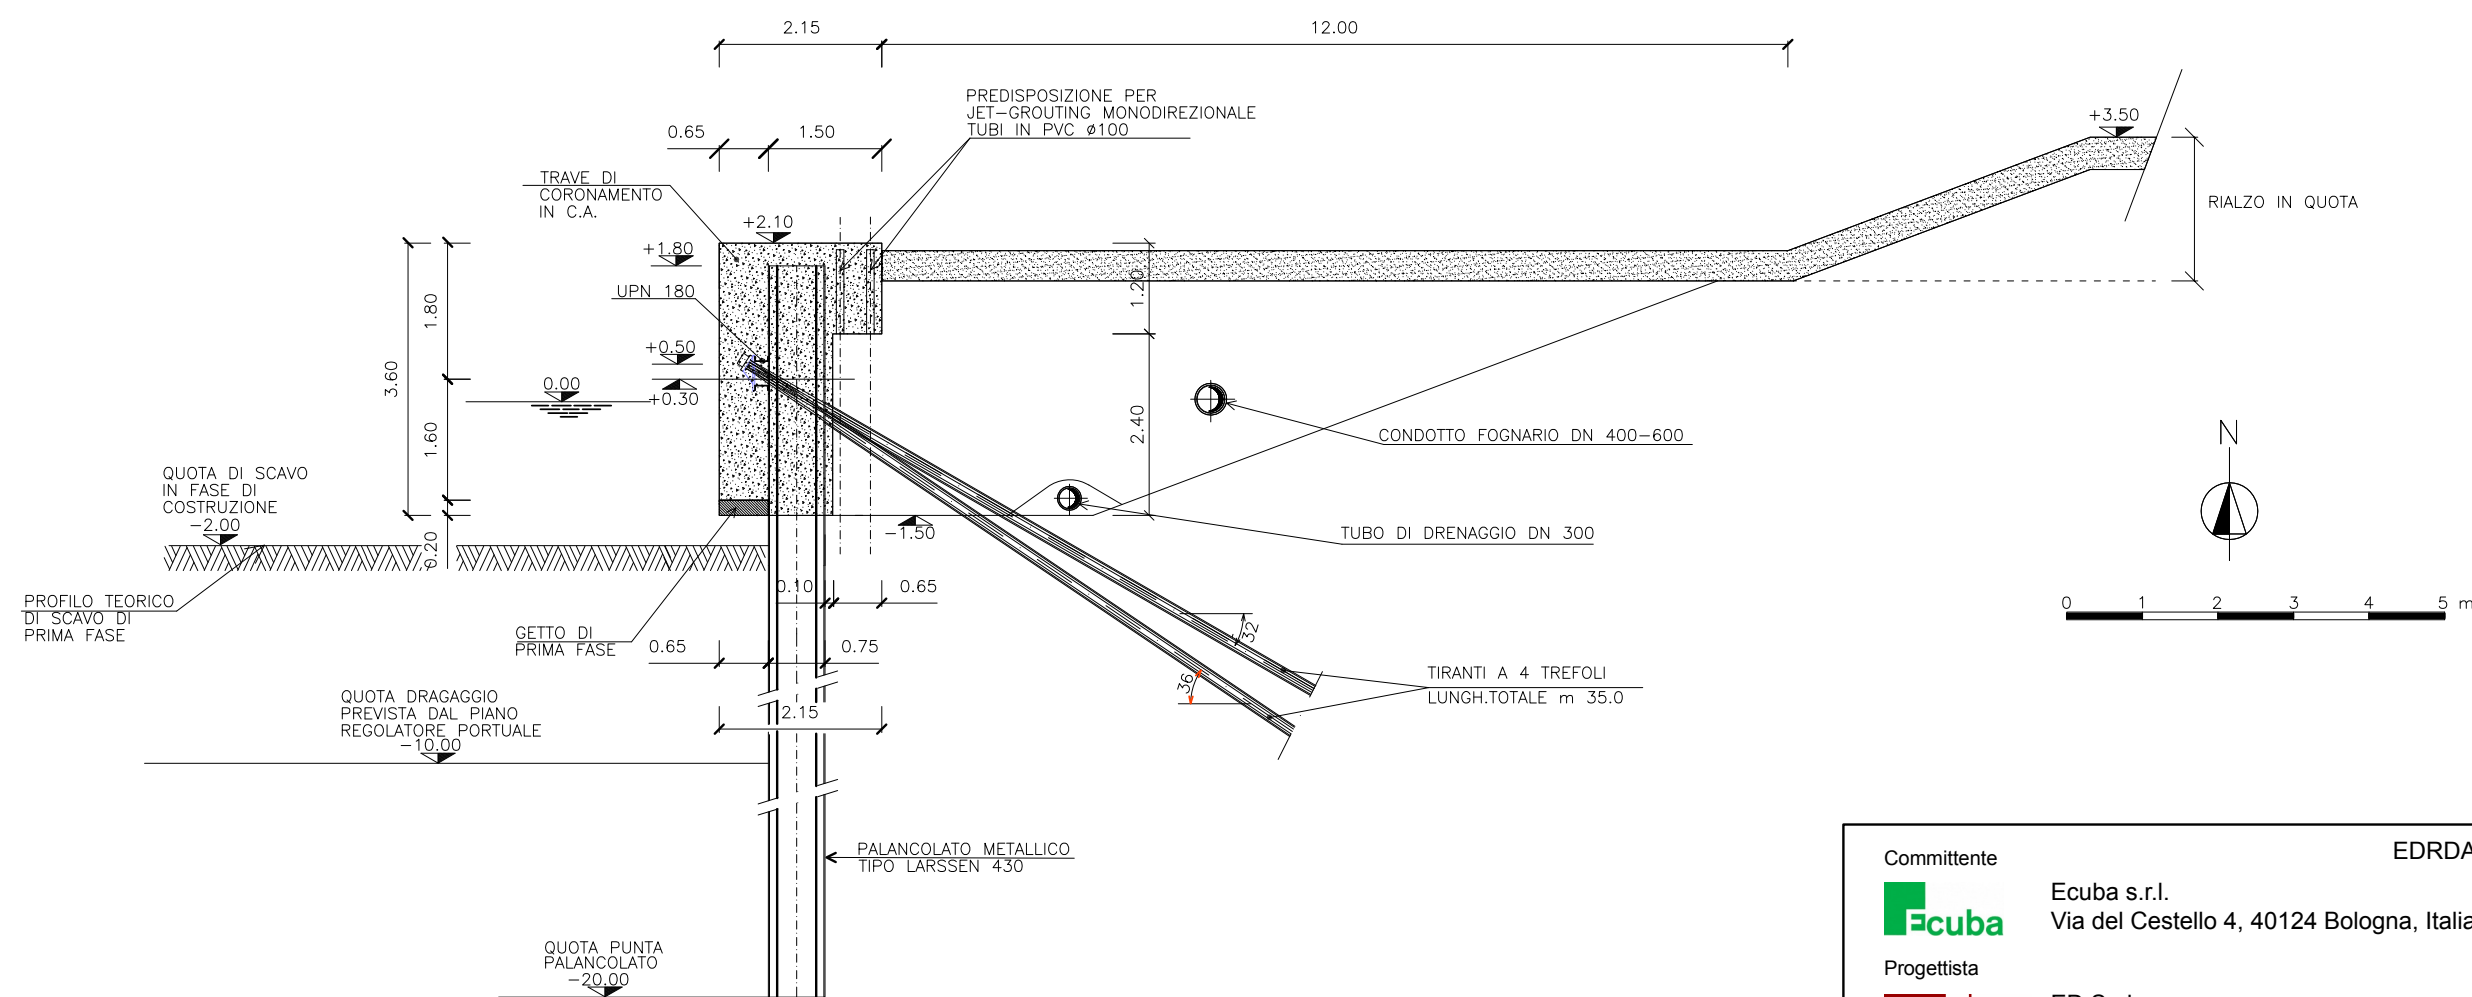 2.15
12.00
PREDISPOSIZIONE PER
JET-GROUTING MONODIREZIONALE
TUBI IN PVC ø100
0.65
1.50
+3.50
TRAVE DI
CORONAMENTO
IN C.A.
RIALZO IN QUOTA
+2.10
+1.80
UPN 180
1.80
1.20
+0.50
3.60
0.00
+0.30
1.60
2.40
CONDOTTO FOGNARIO DN 400-600
N
QUOTA DI SCAVO
IN FASE DI
COSTRUZIONE
-2.00
-1.50
TUBO DI DRENAGGIO DN 300
0.20
0.10
0.65
PROFILO TEORICO
DI SCAVO DI
PRIMA FASE
0 1 2 3 4 5 m
GETTO DI
PRIMA FASE
32
0.65
0.75
36
TIRANTI A 4 TREFOLI
LUNGH.TOTALE m 35.0
QUOTA DRAGAGGIO
PREVISTA DAL PIANO
REGOLATORE PORTUALE
-10.00
2.15
PALANCOLATO METALLICO
TIPO LARSSEN 430
QUOTA PUNTA
PALANCOLATO
-20.00
Committente
EDRDA
Ecuba
Ecuba s.r.l.
Via del Cestello 4, 40124 Bologna, Italia
Progettista